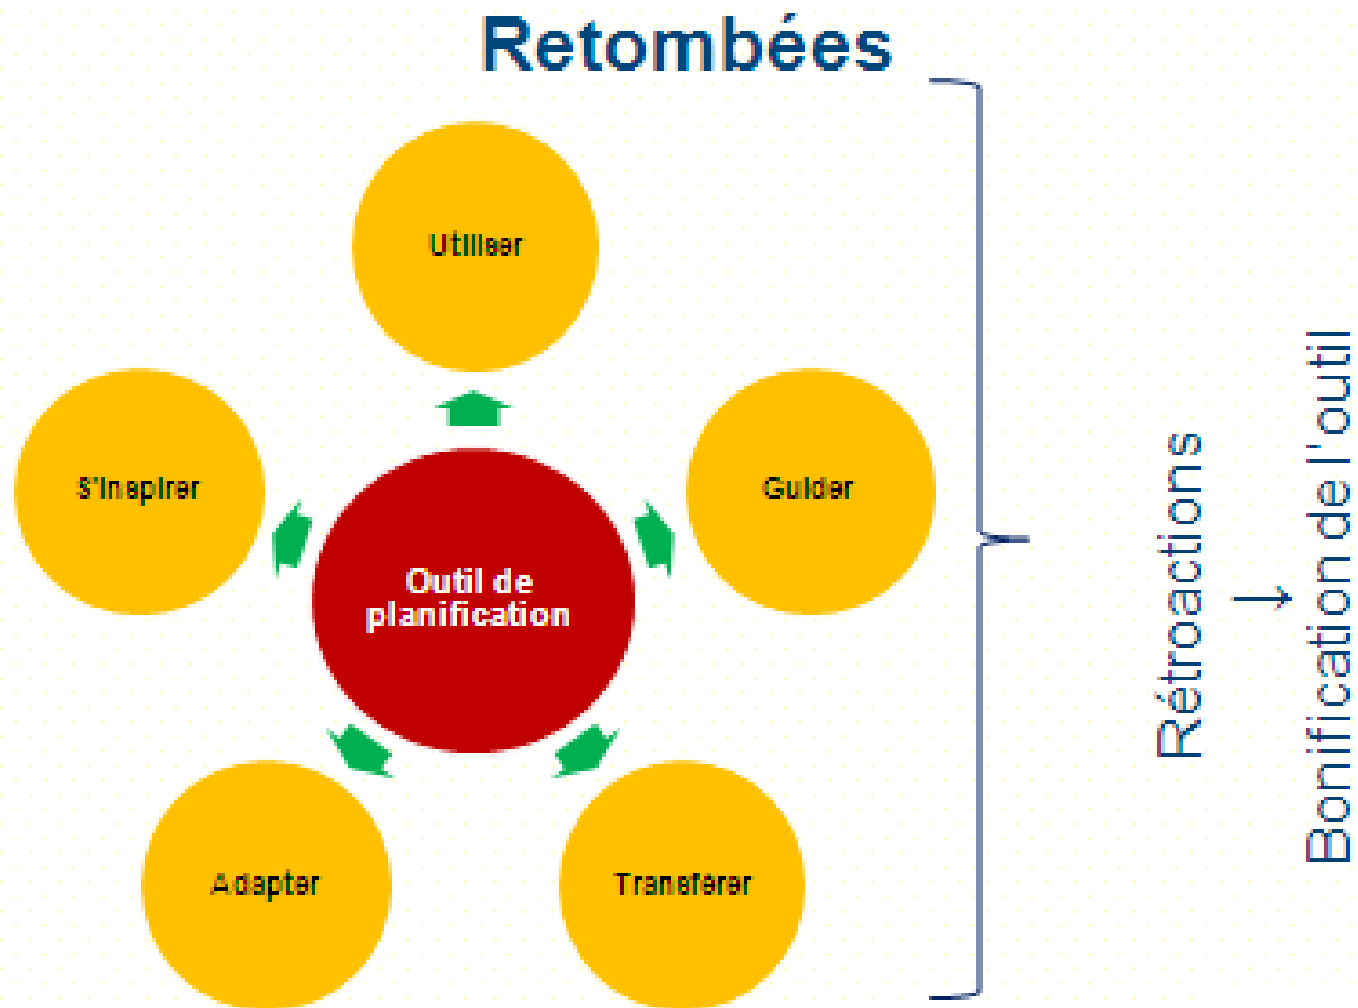 Retombées
Utiliser
S'inspirer
Guider
Outil de
planification
Adapter
Transférer
Rétroactions
→
Bonification de l'outil